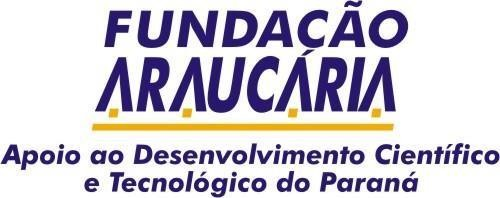 FUNDAÇÃO
ARAUCÁRIA
Apoio ao Desenvolvimento Científico
e Tecnológico do Paraná